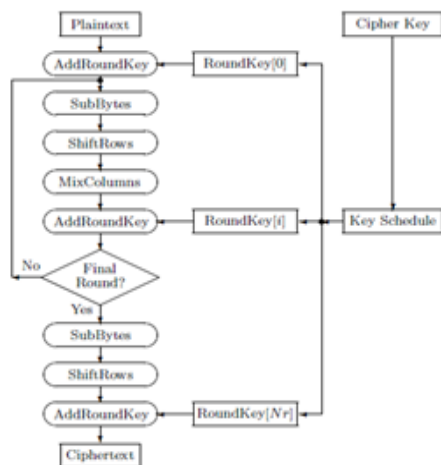 Plaintext
Cipher Key
AddRoundKey
RoundKey[0]
SubBytes
ShiftRows
MixColumns
AddRoundKey
RoundKey[i]
Key Schedule
No
Final
Round?
Yes
SubBytes
ShiftRows
AddRoundKey
RoundKey[Nr]
Ciphertext